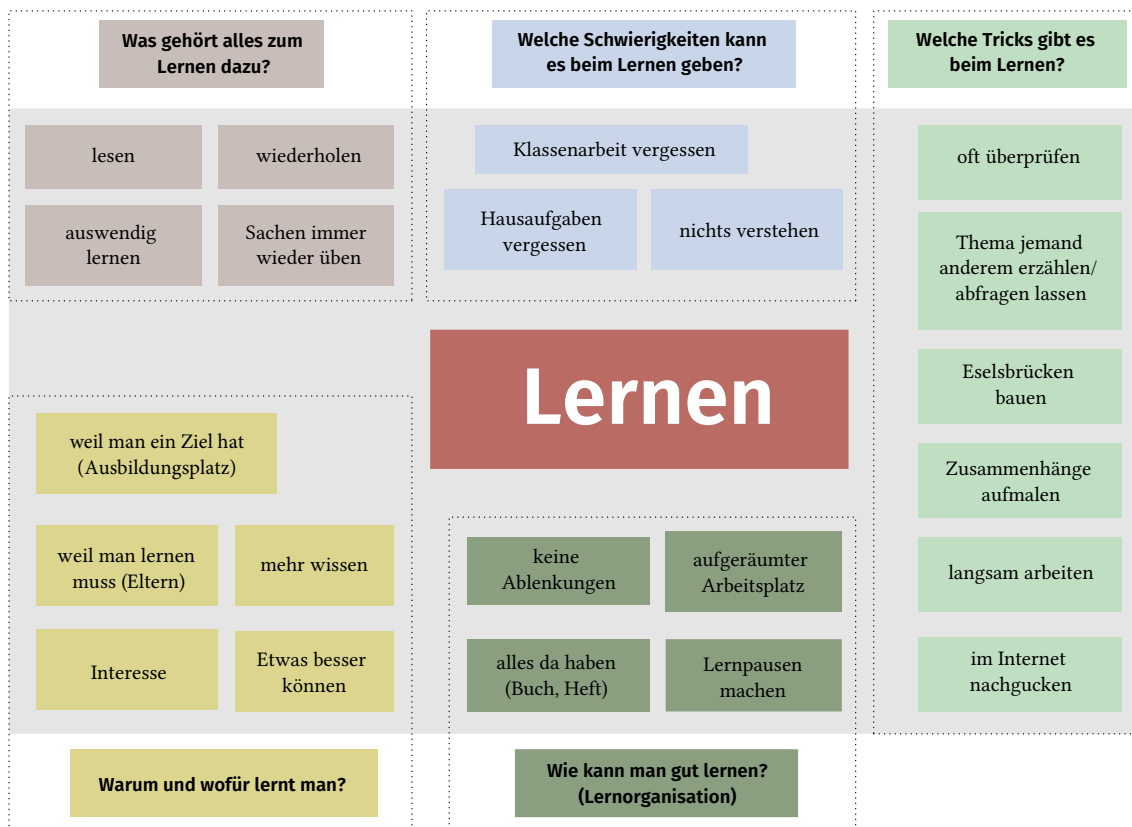 Was gehört alles zum
Lernen dazu?
lesen
wiederholen
auswendig
lernen
Sachen immer
wieder üben
Welche Schwierigkeiten kann
es beim Lernen geben?
Klassenarbeit vergessen
Hausaufgaben
vergessen
nichts verstehen
Welche Tricks gibt es
beim Lernen?
oft überprüfen
Thema jemand
anderem erzählen/
abfragen lassen
Eselsbrücken
bauen
Zusammenhänge
aufmalen
langsam arbeiten
im Internet
nachgucken
Lernen
weil man ein Ziel hat
(Ausbildungsplatz)
weil man lernen
muss (Eltern)
mehr wissen
Interesse
Etwas besser
können
Warum und wofür lernt man?
keine
Ablenkungen
aufgeräumter
Arbeitsplatz
alles da haben
(Buch, Heft)
Lernpausen
machen
Wie kann man gut lernen?
(Lernorganisation)